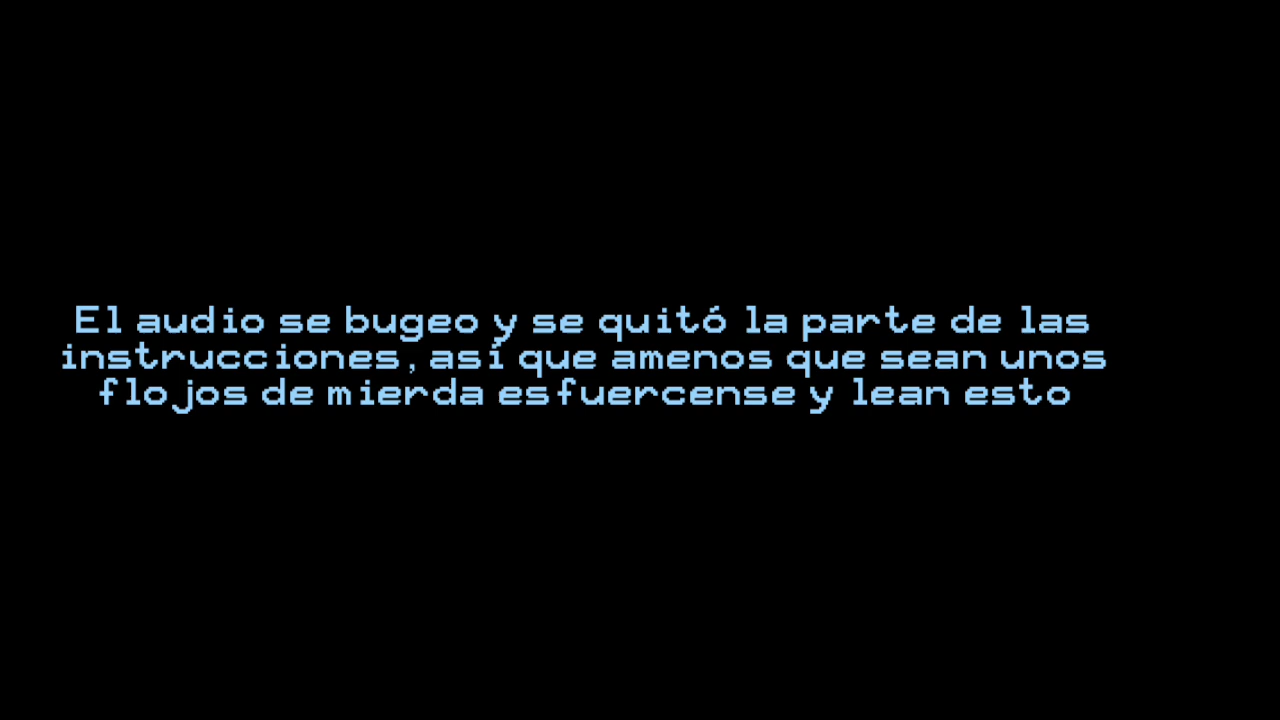 El audio se bugeo y se quitó la parte de las
instrucciones, así que amenos que sean unos
flojos de mierda esfuercense y lean esto